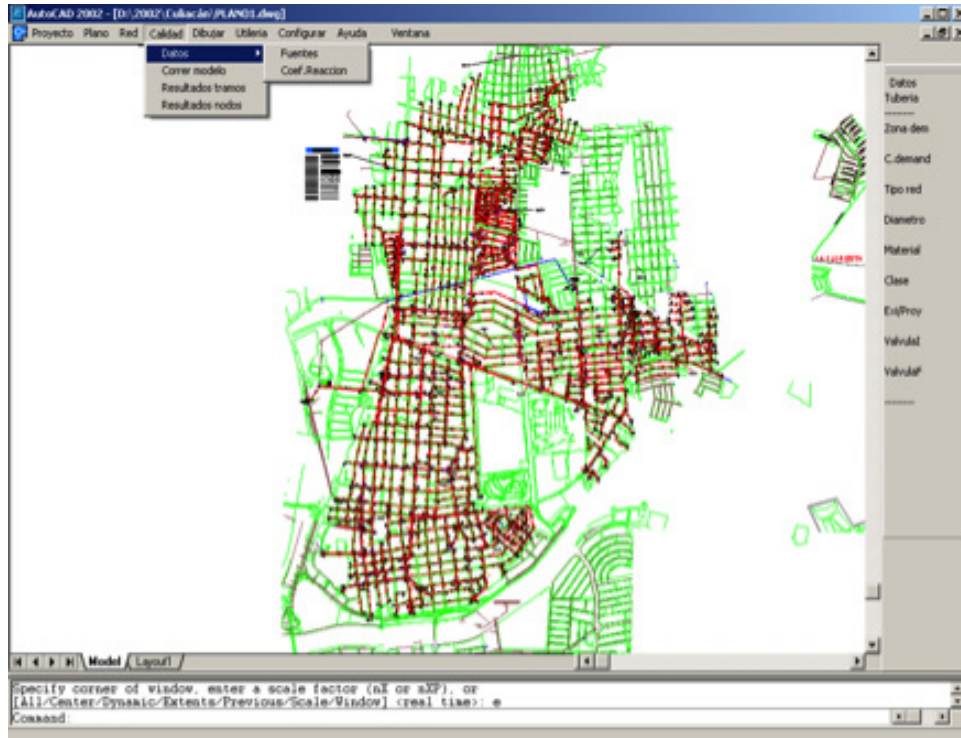 AutoCAD 2002 - [D:\2002\Culiacán\PLANO1.dwg]
Proyecto Plano Red Calidad Dibujar Utileria Configurar Ayuda Ventana
Datos
Correr modelo
Resultados tramos
Resultados nodos
Fuentes
Coef.Reaccion
Datos
Tuberia
Zona dem
C.demand
Tipo red
Diametro
Material
Clase
Exi/Proy
ValvulaI
ValvulaF
Model
Layout1
Specify corner of window, enter a scale factor (nX or nXP), or
[All/Center/Dynamic/Extents/Previous/Scale/Window] <real time>: e
Command: